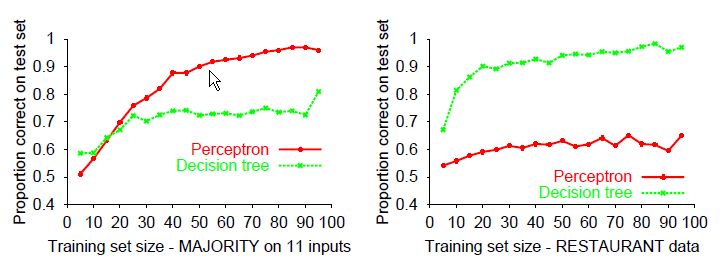 Proportion correct on test set
1
0.9
0.8
0.7
0.6
0.5
0.4
Perceptron
Decision tree
0 10 20 30 40 50 60 70 80 90 100
Training set size - MAJORITY on 11 inputs
Proportion correct on test set
1
0.9
0.8
0.7
0.6
0.5
0.4
Perceptron
Decision tree
0 10 20 30 40 50 60 70 80 90 100
Training set size - RESTAURANT data